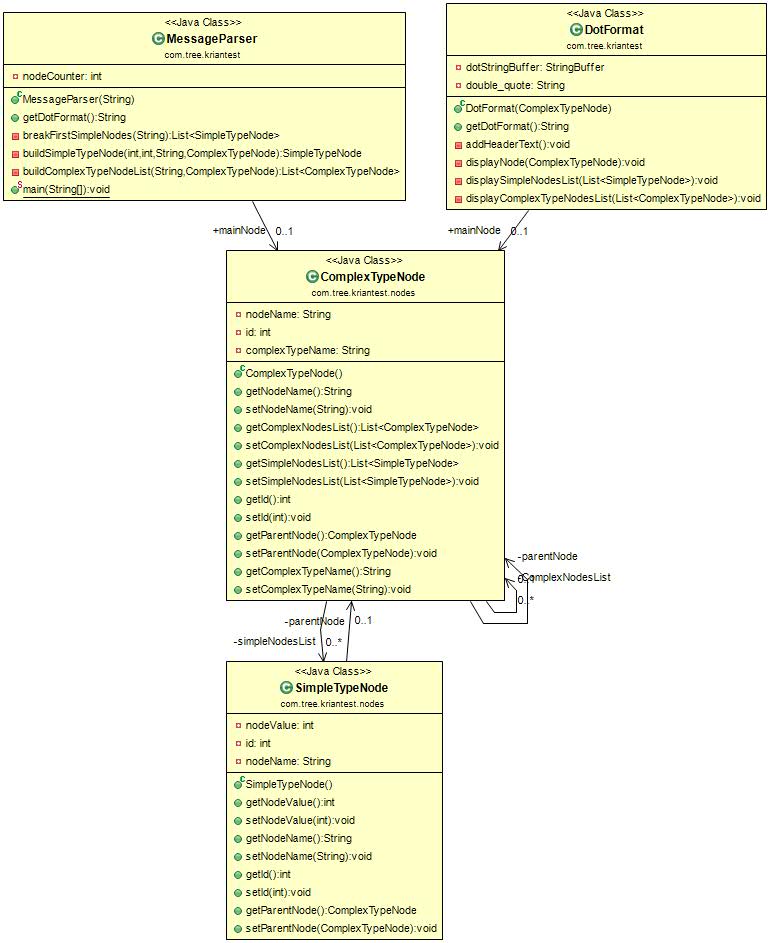 <<Java Class>>
MessageParser
com.tree.kriantest
nodeCounter: int
MessageParser(String)
getDotFormat():String
breakFirstSimpleNodes(String):List<SimpleTypeNode>
buildSimpleTypeNode(int,int,String,ComplexTypeNode):SimpleTypeNode
buildComplexTypeNodeList(String,ComplexTypeNode):List<ComplexTypeNode>
main(String[]):void
<<Java Class>>
DotFormat
com.tree.kriantest
dotStringBuffer: StringBuffer
double_quote: String
DotFormat(ComplexTypeNode)
getDotFormat():String
addHeaderText():void
displayNode(ComplexTypeNode):void
displaySimpleNodesList(List<SimpleTypeNode>):void
displayComplexTypeNodesList(List<ComplexTypeNode>):void
+mainNode 0..1
+mainNode 0..1
<<Java Class>>
ComplexTypeNode
com.tree.kriantest.nodes
nodeName: String
id: int
complexTypeName: String
ComplexTypeNode()
getNodeName():String
setNodeName(String):void
getComplexNodesList():List<ComplexTypeNode>
setComplexNodesList(List<ComplexTypeNode>):void
getSimpleNodesList():List<SimpleTypeNode>
setSimpleNodesList(List<SimpleTypeNode>):void
getId():int
setId(int):void
getParentNode():ComplexTypeNode
setParentNode(ComplexTypeNode):void
getComplexTypeName():String
setComplexTypeName(String):void
-parentNode
0..1
-ComplexNodesList
0..*
-parentNode 0..1
-simpleNodesList 0..*
<<Java Class>>
SimpleTypeNode
com.tree.kriantest.nodes
nodeValue: int
id: int
nodeName: String
SimpleTypeNode()
getNodeValue():int
setNodeValue(int):void
getNodeName():String
setNodeName(String):void
getId():int
setId(int):void
getParentNode():ComplexTypeNode
setParentNode(ComplexTypeNode):void